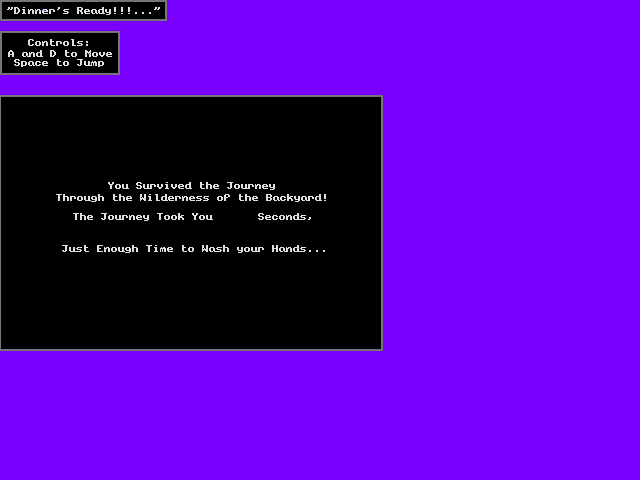 "Dinner's Ready!!!..."
Controls:
A and D to Move
Space to Jump
You Survived the Journey
Through the Wilderness of the Backyard!
The Journey Took You Seconds,
Just Enough Time to Wash your Hands...